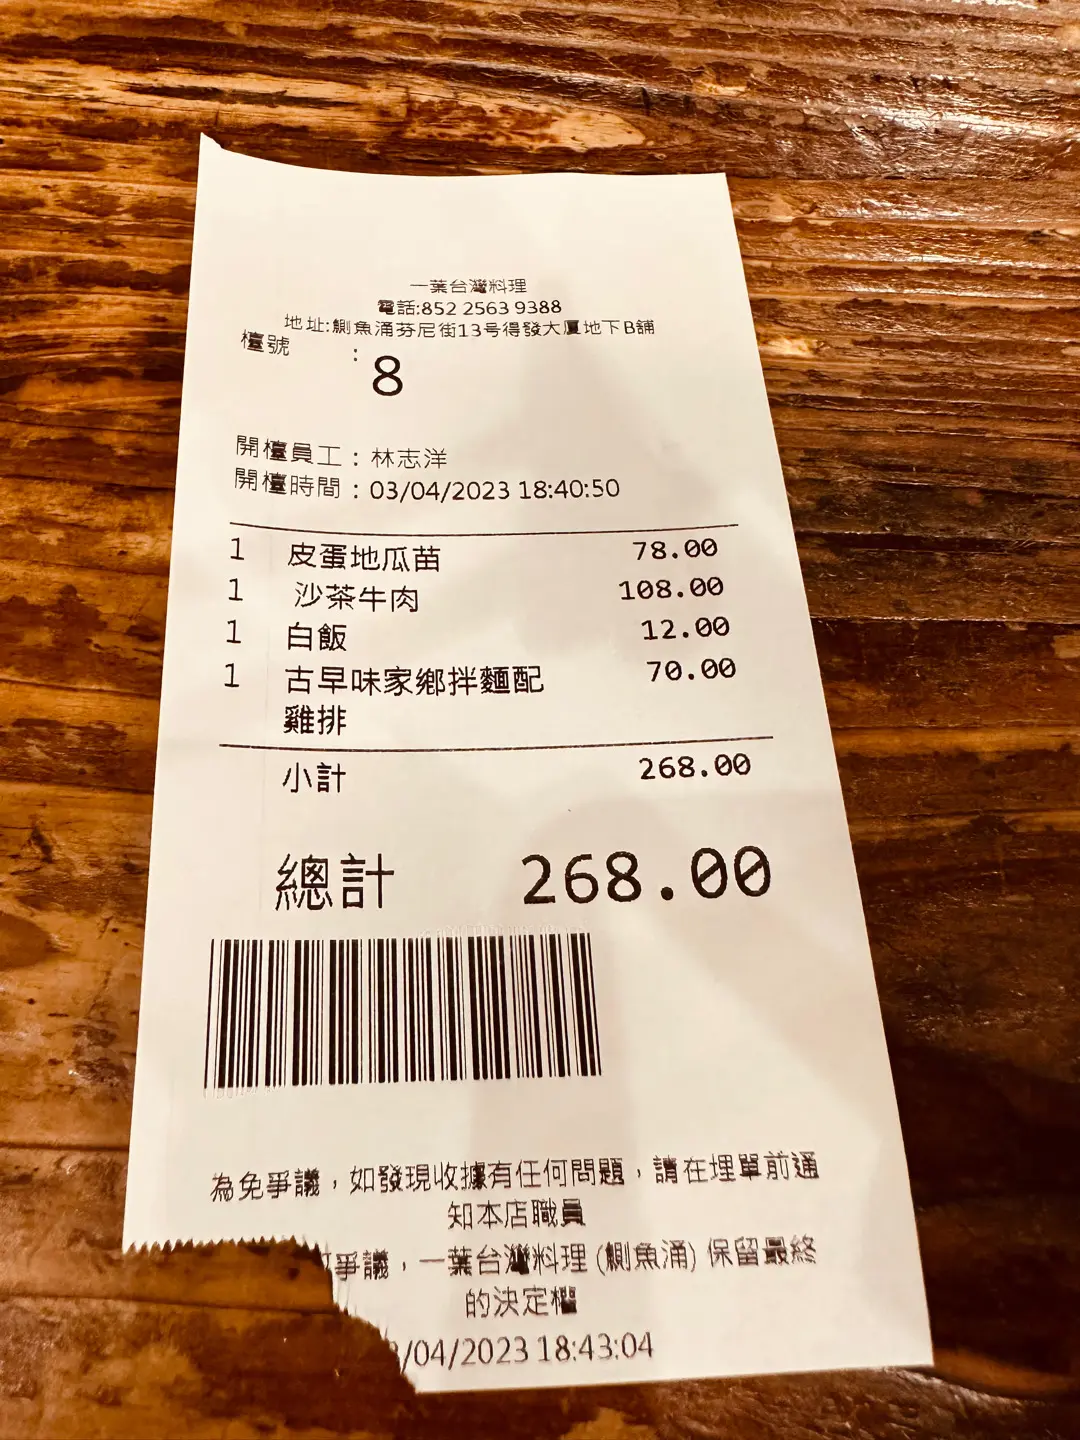 一葉台灣料理
電話:852 2563 9388
地址:鰂魚涌芬尼街13号得發大厦地下B舖
檯號 : 8
開檯員工 : 林志洋
開檯時間 : 03/04/2023 18:40:50
1 皮蛋地瓜苗 78.00
1 沙茶牛肉 108.00
1 白飯 12.00
1 古早味家鄉拌麵配 70.00
雞排
小計 268.00
總計 268.00
為免爭議，如發現收據有任何問題，請在埋單前通
知本店職員
爭議，一葉台灣料理 (鰂魚涌) 保留最終
的決定權
/04/2023 18:43:04